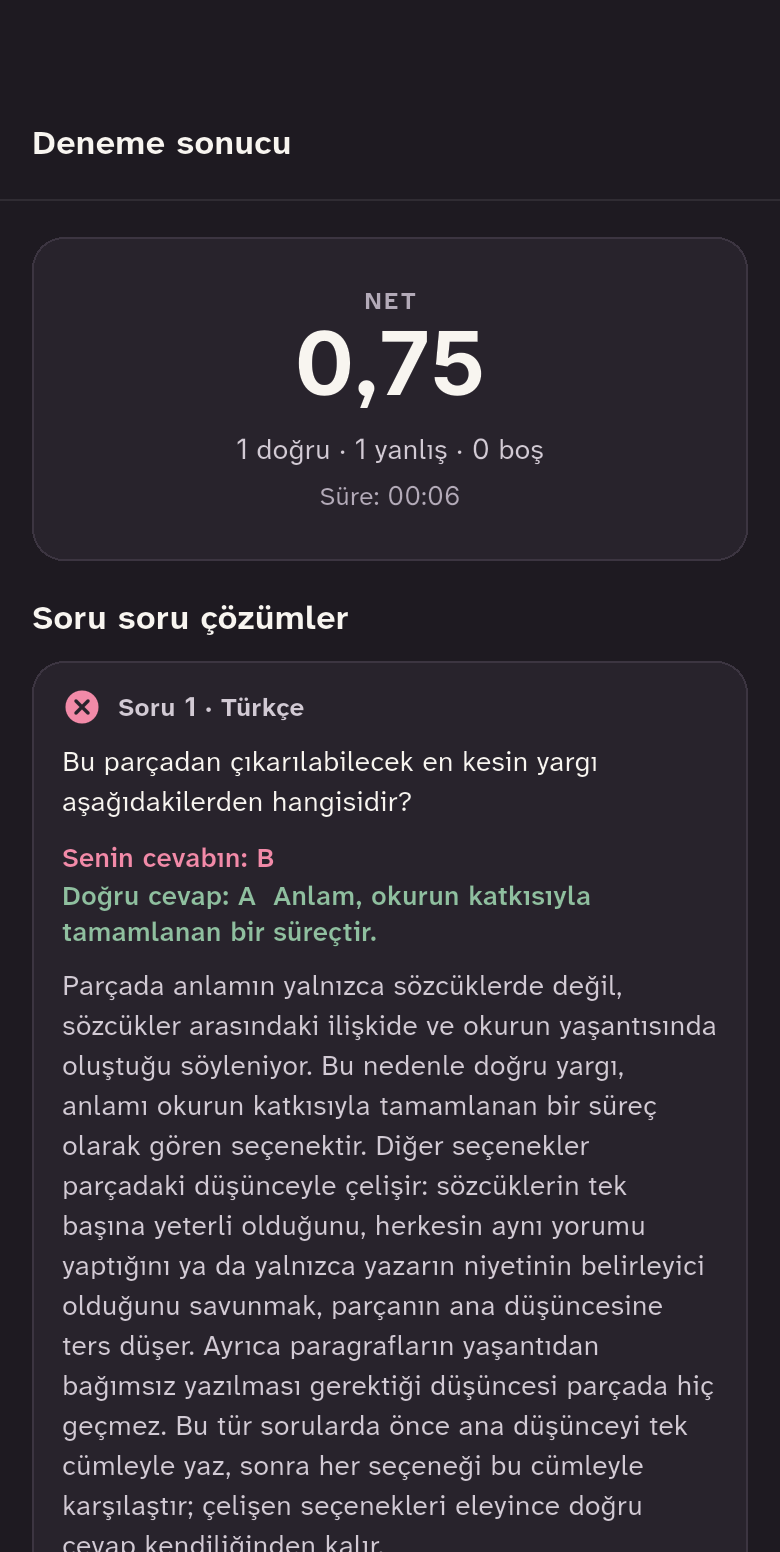 Deneme sonucu
NET
0,75
1 doğru · 1 yanlış · 0 boş
Süre: 00:06
Soru soru çözümler
Soru 1 · Türkçe
Bu parçadan çıkarılabilecek en kesin yargı
aşağıdakilerden hangisidir?
Senin cevabın: B
Doğru cevap: A  Anlam, okurun katkısıyla
tamamlanan bir süreçtir.
Parçada anlamın yalnızca sözcüklerde değil,
sözcükler arasındaki ilişkide ve okurun yaşantısında
oluştuğu söyleniyor. Bu nedenle doğru yargı,
anlamı okurun katkısıyla tamamlanan bir süreç
olarak gören seçenektir. Diğer seçenekler
parçadaki düşünceyle çelişir: sözcüklerin tek
başına yeterli olduğunu, herkesin aynı yorumu
yaptığını ya da yalnızca yazarın niyetinin belirleyici
olduğunu savunmak, parçanın ana düşüncesine
ters düşer. Ayrıca paragrafların yaşantıdan
bağımsız yazılması gerektiği düşüncesi parçada hiç
geçmez. Bu tür sorularda önce ana düşünceyi tek
cümleyle yaz, sonra her seçeneği bu cümleyle
karşılaştır; çelişen seçenekleri eleyince doğru
cevap kendiliğinden kalır.